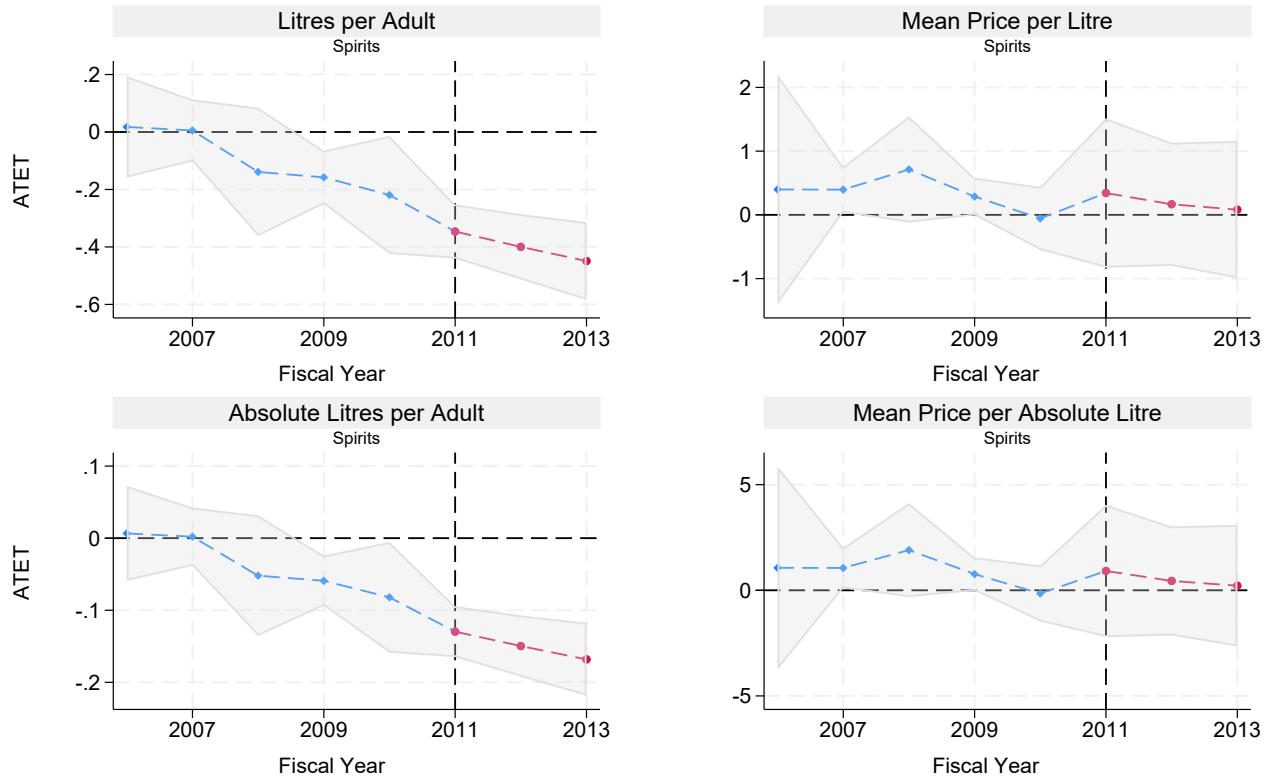 Litres per Adult
Spirits
ATET
.2
0
-.2
-.4
-.6
2007 2009 2011 2013
Fiscal Year
Mean Price per Litre
Spirits
2
1
0
-1
2007 2009 2011 2013
Fiscal Year
Absolute Litres per Adult
Spirits
ATET
.1
0
-.1
-.2
2007 2009 2011 2013
Fiscal Year
Mean Price per Absolute Litre
Spirits
5
0
-5
2007 2009 2011 2013
Fiscal Year